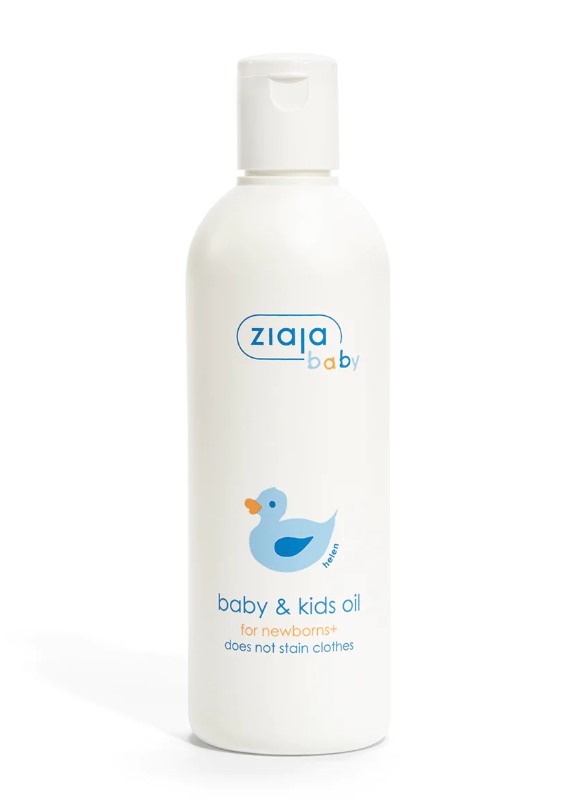 ziaja
baby
helen
baby & kids oil
for newborns+
does not stain clothes